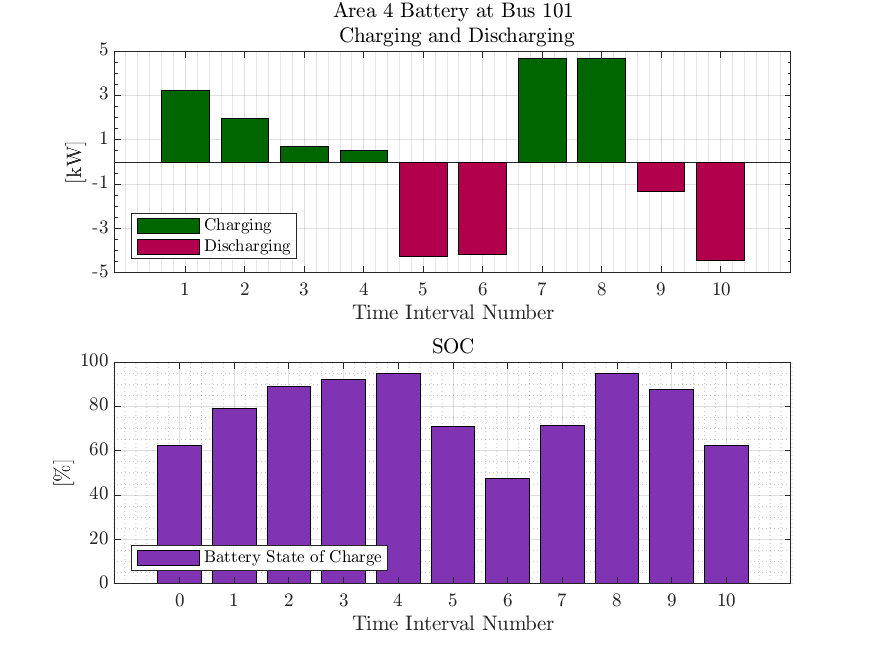 Area 4 Battery at Bus 101
Charging and Discharging
5
3
1
-1
-3
-5
[kW]
Charging
Discharging
1 2 3 4 5 6 7 8 9 10
Time Interval Number
SOC
100
80
60
40
20
0
[%]
Battery State of Charge
0 1 2 3 4 5 6 7 8 9 10
Time Interval Number